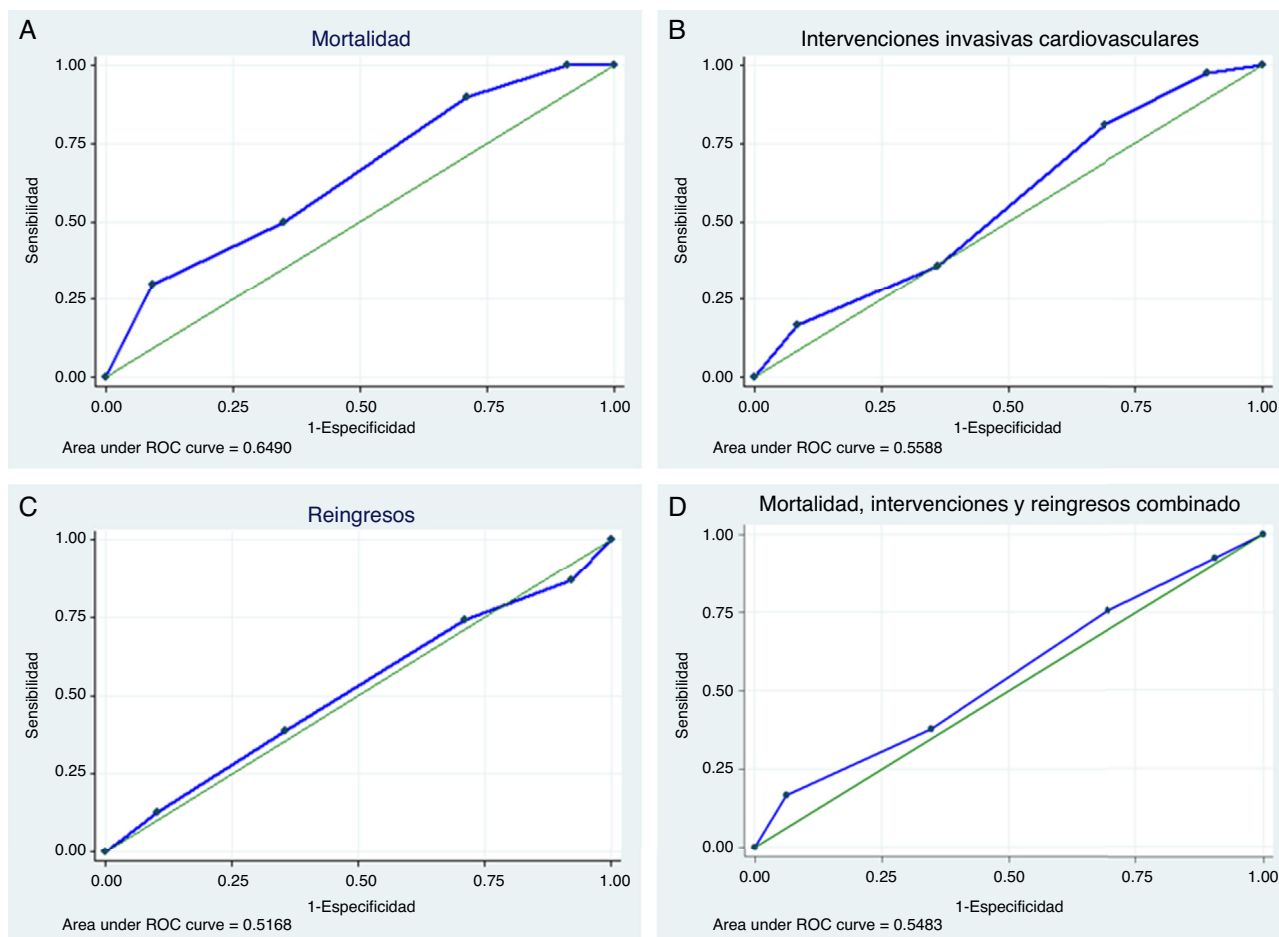 A
Mortalidad
1.00
0.75
0.50
0.25
0.00
Sensibilidad
0.00 0.25 0.50 0.75 1.00
1-Especificidad
Area under ROC curve = 0.6490
B
Intervenciones invasivas cardiovasculares
1.00
0.75
0.50
0.25
0.00
Sensibilidad
0.00 0.25 0.50 0.75 1.00
1-Especificidad
Area under ROC curve = 0.5588
C
Reingresos
1.00
0.75
0.50
0.25
0.00
Sensibilidad
0.00 0.25 0.50 0.75 1.00
1-Especificidad
Area under ROC curve = 0.5168
D
Mortalidad, intervenciones y reingresos combinado
1.00
0.75
0.50
0.25
0.00
Sensibilidad
0.00 0.25 0.50 0.75 1.00
1-Especificidad
Area under ROC curve = 0.5483